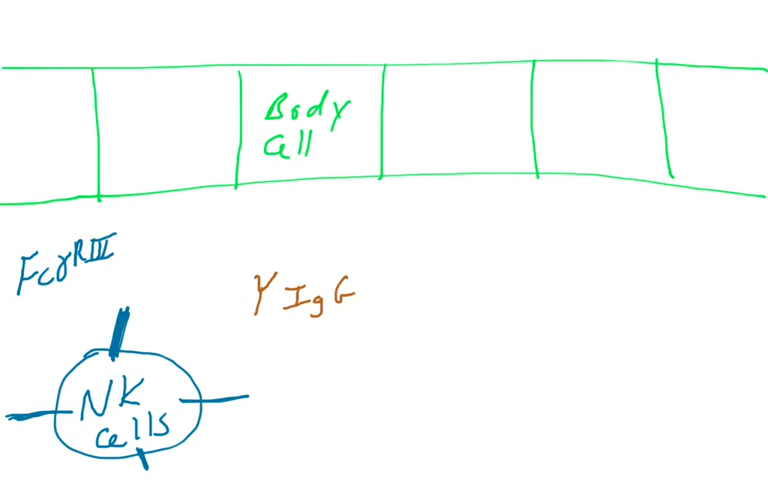 Body
Cell
FcγRIII
Y IgG
NK
Cells